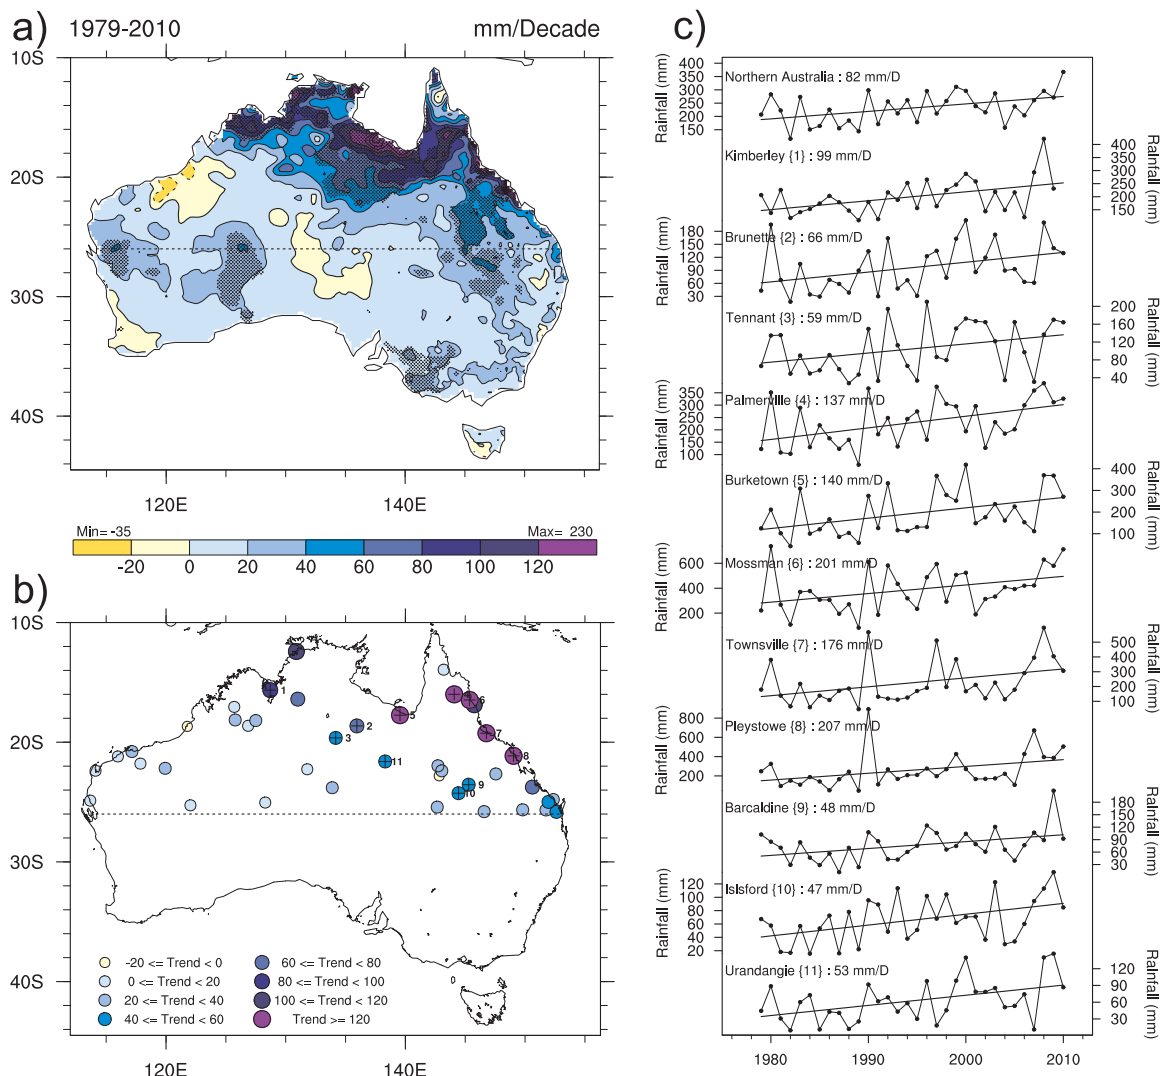 a)
1979-2010 mm/Decade
10S
20S
30S
40S
120E 140E
Min= -35 Max= 230
-20 0 20 40 60 80 100 120
b)
10S
20S
30S
40S
1
2
3
11
5
6
7
8
9
10
-20 <= Trend < 0
0 <= Trend < 20
20 <= Trend < 40
40 <= Trend < 60
60 <= Trend < 80
80 <= Trend < 100
100 <= Trend < 120
Trend >= 120
120E 140E
c)
Northern Australia : 82 mm/D
Rainfall (mm)
400
350
250
150
Kimberley {1} : 99 mm/D
Rainfall (mm)
400
350
250
150
Brunette {2} : 66 mm/D
Rainfall (mm)
180
120
90
60
30
Tennant {3} : 59 mm/D
Rainfall (mm)
200
160
120
80
40
Palmerville {4} : 137 mm/D
Rainfall (mm)
350
300
250
150
100
Burketown {5} : 140 mm/D
Rainfall (mm)
400
300
200
100
Mossman {6} : 201 mm/D
Rainfall (mm)
600
400
200
Townsville {7} : 176 mm/D
Rainfall (mm)
500
400
300
200
100
Pleystowe {8} : 207 mm/D
Rainfall (mm)
800
600
400
200
Barcaldine {9} : 48 mm/D
Rainfall (mm)
180
150
120
90
60
30
Islsford {10} : 47 mm/D
Rainfall (mm)
120
80
60
40
20
Urandangie {11} : 53 mm/D
Rainfall (mm)
120
90
60
30
1980 1990 2000 2010